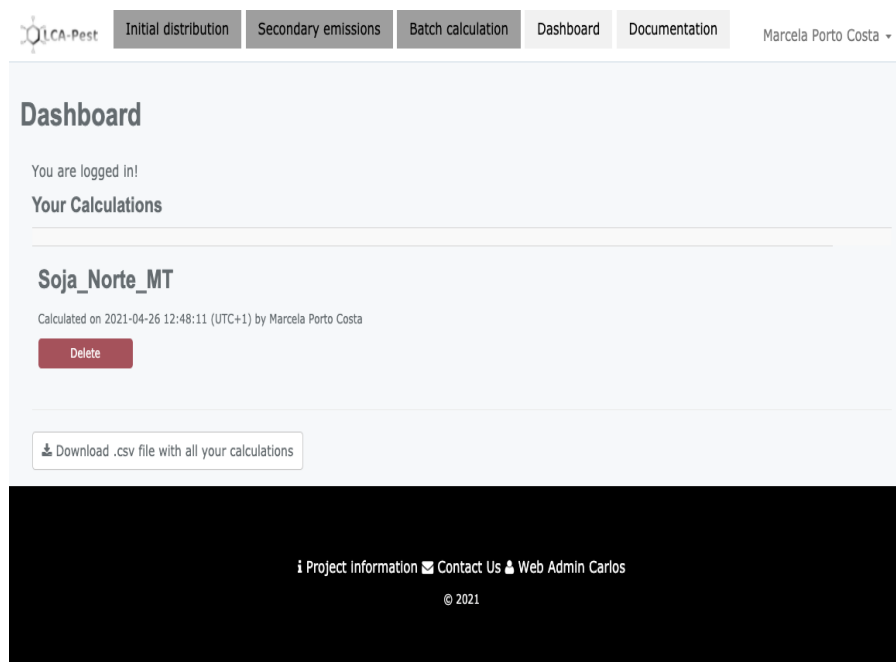 LCA-Pest
Initial distribution
Secondary emissions
Batch calculation
Dashboard
Documentation
Marcela Porto Costa
Dashboard
You are logged in!
Your Calculations
Soja_Norte_MT
Calculated on 2021-04-26 12:48:11 (UTC+1) by Marcela Porto Costa
Delete
Download .csv file with all your calculations
Project information Contact Us Web Admin Carlos
© 2021